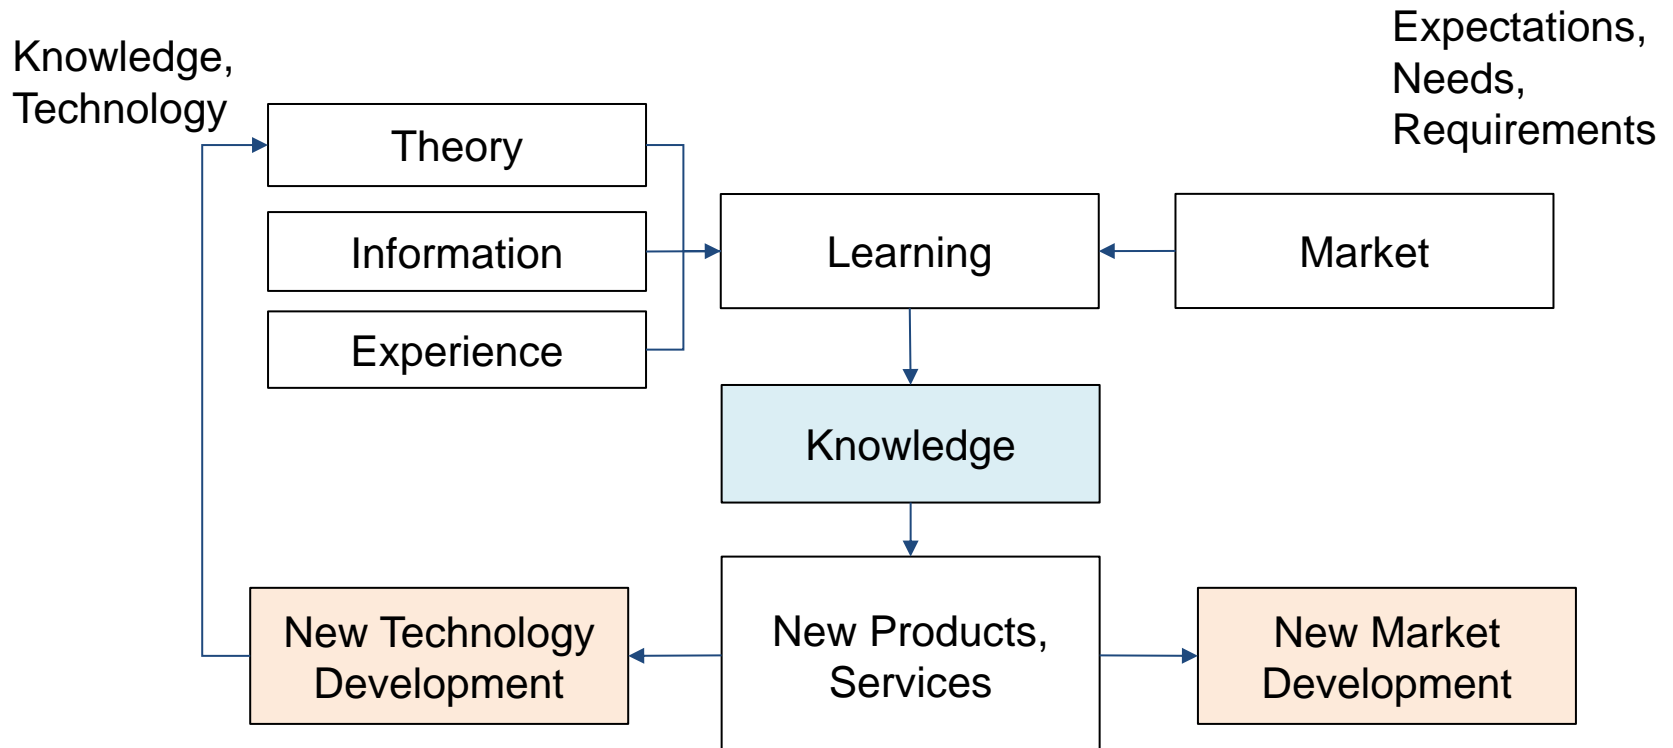 Knowledge,
Technology
Expectations,
Needs,
Requirements
Theory
Information
Experience
Learning
Market
Knowledge
New Technology
Development
New Products,
Services
New Market
Development